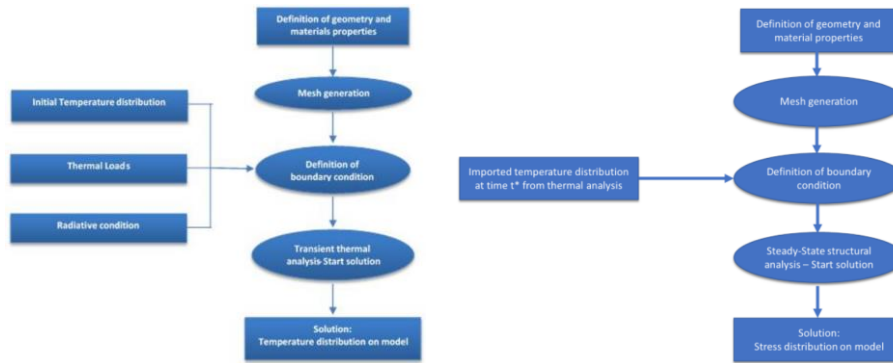 Definition of geometry and
materials properties
Mesh generation
Initial Temperature distribution
Thermal Loads
Radiative condition
Definition of
boundary condition
Transient thermal
analysis- Start solution
Solution:
Temperature distribution on model
Definition of geometry and
material properties
Mesh generation
Imported temperature distribution
at time t* from thermal analysis
Definition of boundary
condition
Steady-State structural
analysis – Start solution
Solution:
Stress distribution on model